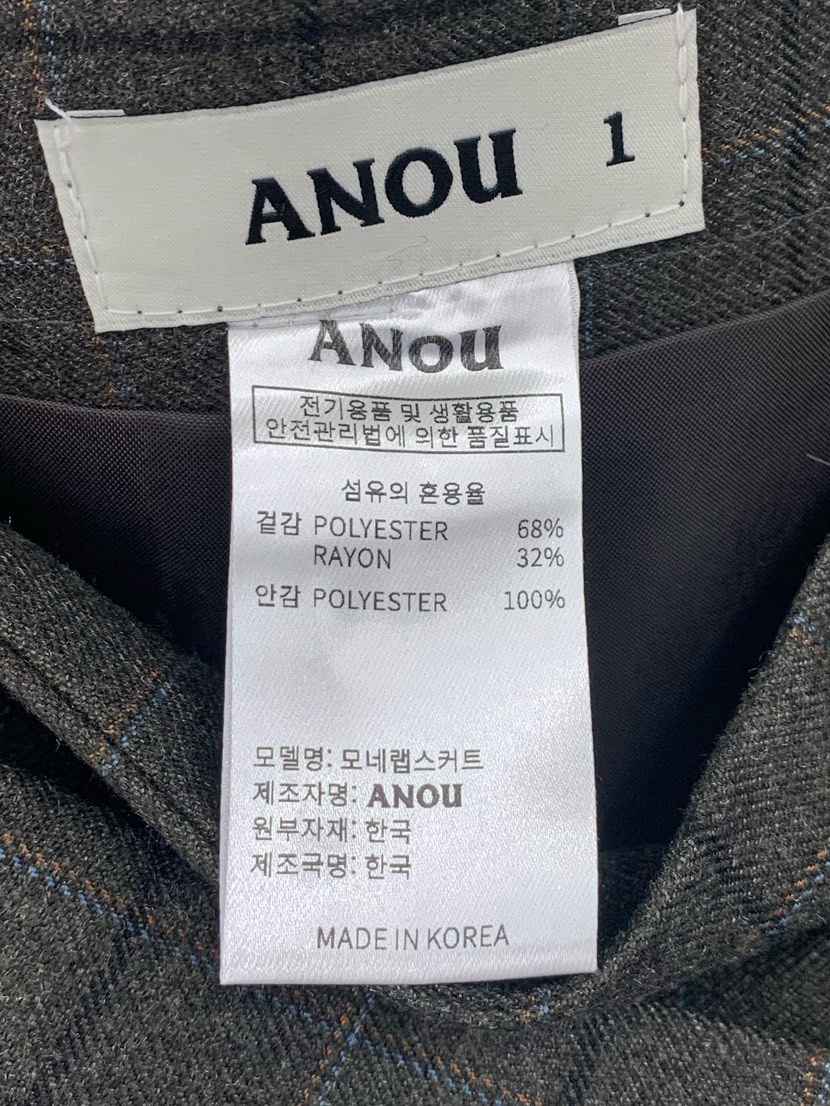 ANOU 1
ANOU
전기용품 및 생활용품
안전관리법에 의한 품질표시
섬유의 혼용율
겉감 POLYESTER 68%
RAYON 32%
안감 POLYESTER 100%
모델명: 모네랩스커트
제조자명: ANOU
원부자재: 한국
제조국명: 한국
MADE IN KOREA